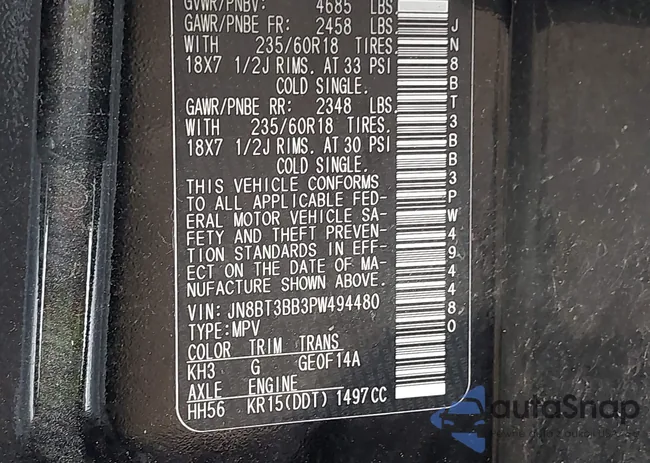 GVWR/PNBV: 4685 LBS.
GAWR/PNBE FR: 2458 LBS.
WITH 235/60R18 TIRES.
18X7 1/2J RIMS. AT 33 PSI
COLD SINGLE.
GAWR/PNBE RR: 2348 LBS.
WITH 235/60R18 TIRES.
18X7 1/2J RIMS. AT 30 PSI
COLD SINGLE.
THIS VEHICLE CONFORMS
TO ALL APPLICABLE FED-
ERAL MOTOR VEHICLE SA-
FETY AND THEFT PREVEN-
TION STANDARDS IN EFF-
ECT ON THE DATE OF MA-
NUFACTURE SHOWN ABOVE.
VIN: JN8BT3BB3PW494480
TYPE:MPV
COLOR TRIM TRANS
KH3 G GE0F14A
AXLE ENGINE
HH56 KR15(DDT) 1497CC
JN8BT3BB3PW494480
autoSnap